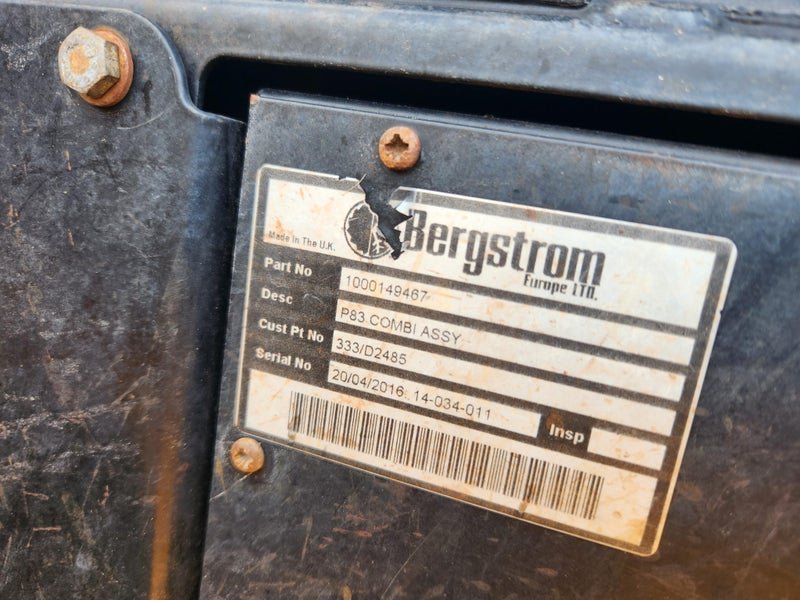 Bergstrom
Europe LTD.
Made In The U.K.
Part No 1000149467
Desc P83 COMBI ASSY
Cust Pt No 333/D2485
Serial No 20/04/2016 14-034-011 Insp